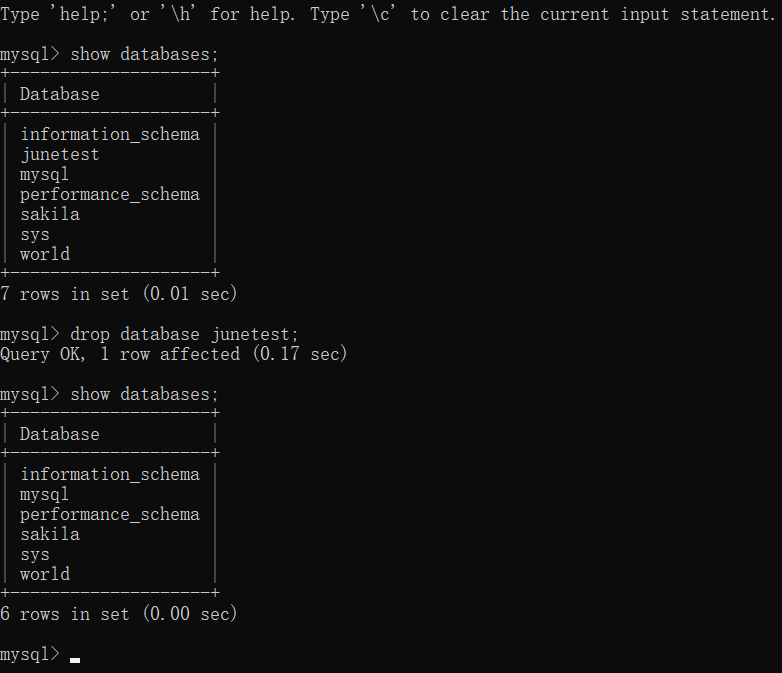 Type 'help;' or '\h' for help. Type '\c' to clear the current input statement.
mysql> show databases;
+--------------------+
| Database           |
+--------------------+
| information_schema |
| junetest           |
| mysql              |
| performance_schema |
| sakila             |
| sys                |
| world              |
+--------------------+
7 rows in set (0.01 sec)
mysql> drop database junetest;
Query OK, 1 row affected (0.17 sec)
mysql> show databases;
+--------------------+
| Database           |
+--------------------+
| information_schema |
| mysql              |
| performance_schema |
| sakila             |
| sys                |
| world              |
+--------------------+
6 rows in set (0.00 sec)
mysql>